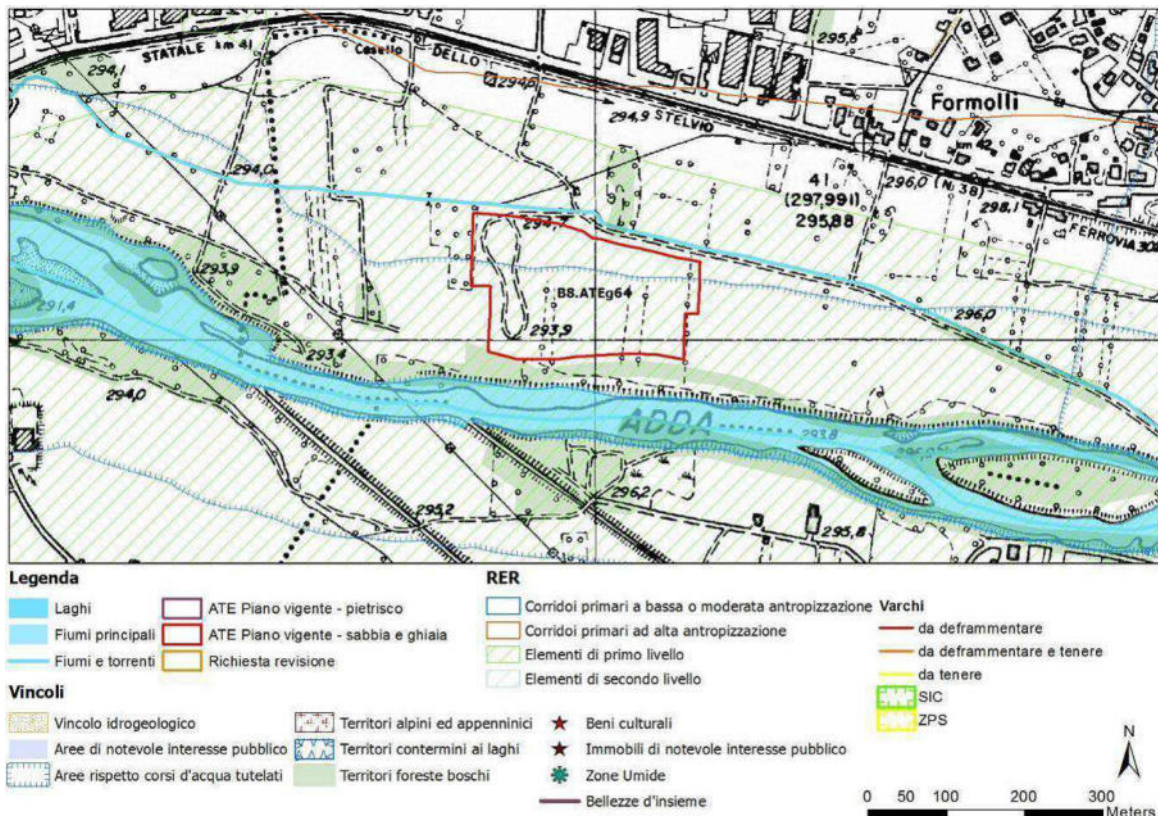 STATALE km 41 DELLO STELVIO
Casello
294,1
294,8
294,9
295,8
Formolli
km 42
296,0 (N.38)
298,1
FERROVIA
41
(297,991)
295,88
294,0
293,9
B8.ATEg64
293,9
296,0
291,4
293,4
294,0
ADDA
293,8
295,2
296,2
295,8
Legenda
Laghi
Fiumi principali
Fiumi e torrenti
ATE Piano vigente - pietrisco
ATE Piano vigente - sabbia e ghiaia
Richiesta revisione
RER
Corridoi primari a bassa o moderata antropizzazione
Corridoi primari ad alta antropizzazione
Elementi di primo livello
Elementi di secondo livello
Varchi
da deframmentare
da deframmentare e tenere
da tenere
SIC
ZPS
Vincoli
Vincolo idrogeologico
Aree di notevole interesse pubblico
Aree rispetto corsi d'acqua tutelati
Territori alpini ed appenninici
Territori contermini ai laghi
Territori foreste boschi
Beni culturali
Immobili di notevole interesse pubblico
Zone Umide
Bellezze d'insieme
N
0 50 100 200 300
Meters